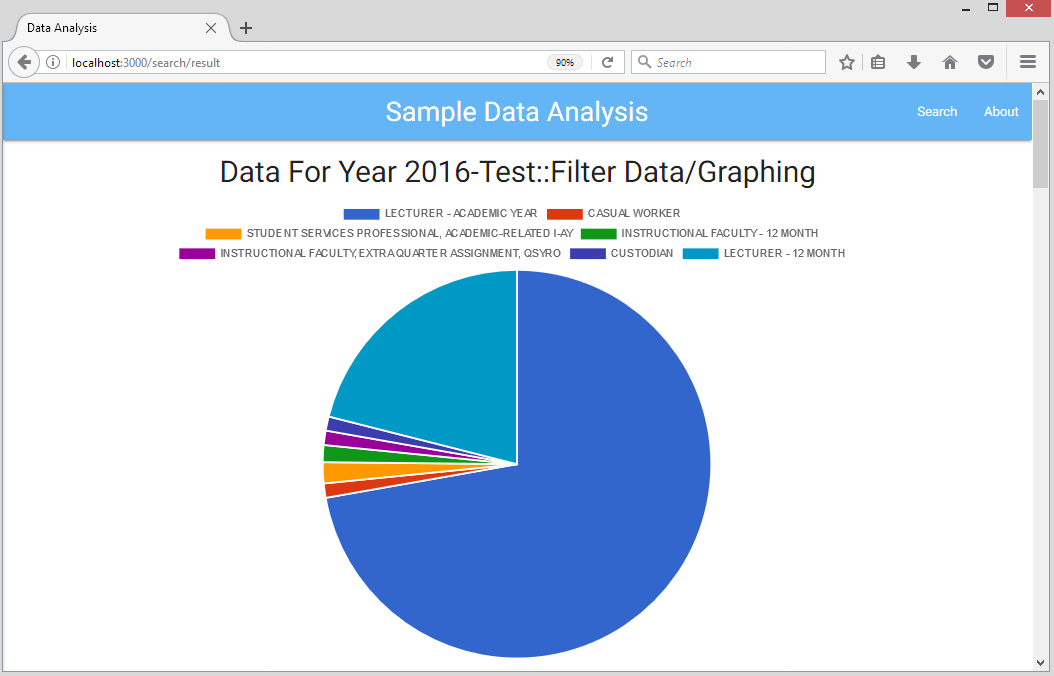 Data Analysis
localhost:3000/search/result
90%
Search
Sample Data Analysis
Search
About
Data For Year 2016-Test::Filter Data/Graphing
LECTURER - ACADEMIC YEAR
CASUAL WORKER
STUDENT SERVICES PROFESSIONAL, ACADEMIC-RELATED I-AY
INSTRUCTIONAL FACULTY - 12 MONTH
INSTRUCTIONAL FACULTY, EXTRA QUARTER ASSIGNMENT, QSYRO
CUSTODIAN
LECTURER - 12 MONTH